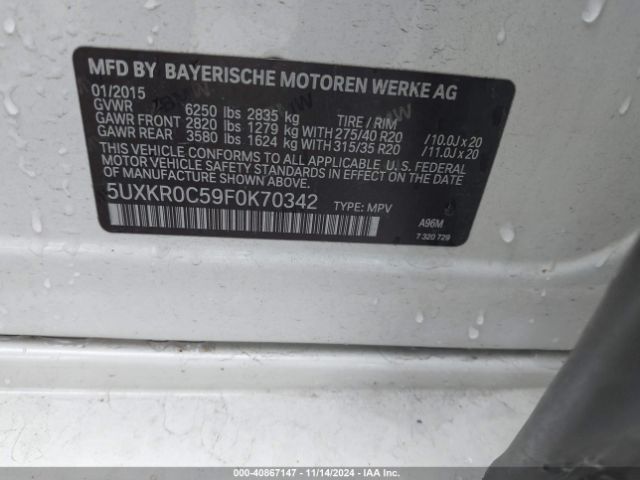 MFD BY BAYERISCHE MOTOREN WERKE AG
01/2015
GVWR 6250 lbs 2835 kg TIRE / RIM
GAWR FRONT 2820 lbs 1279 kg WITH 275/40 R20 /10.0J x 20
GAWR REAR 3580 lbs 1624 kg WITH 315/35 R20 /11.0J x 20
THIS VEHICLE CONFORMS TO ALL APPLICABLE U.S. FEDERAL
MOTOR VEHICLE SAFETY STANDARDS IN EFFECT ON THE DATE
OF MANUFACTURE SHOWN ABOVE.
5UXKR0C59F0K70342 TYPE: MPV
A96M
7 320 729
000-40867147 - 11/14/2024 - IAA Inc.